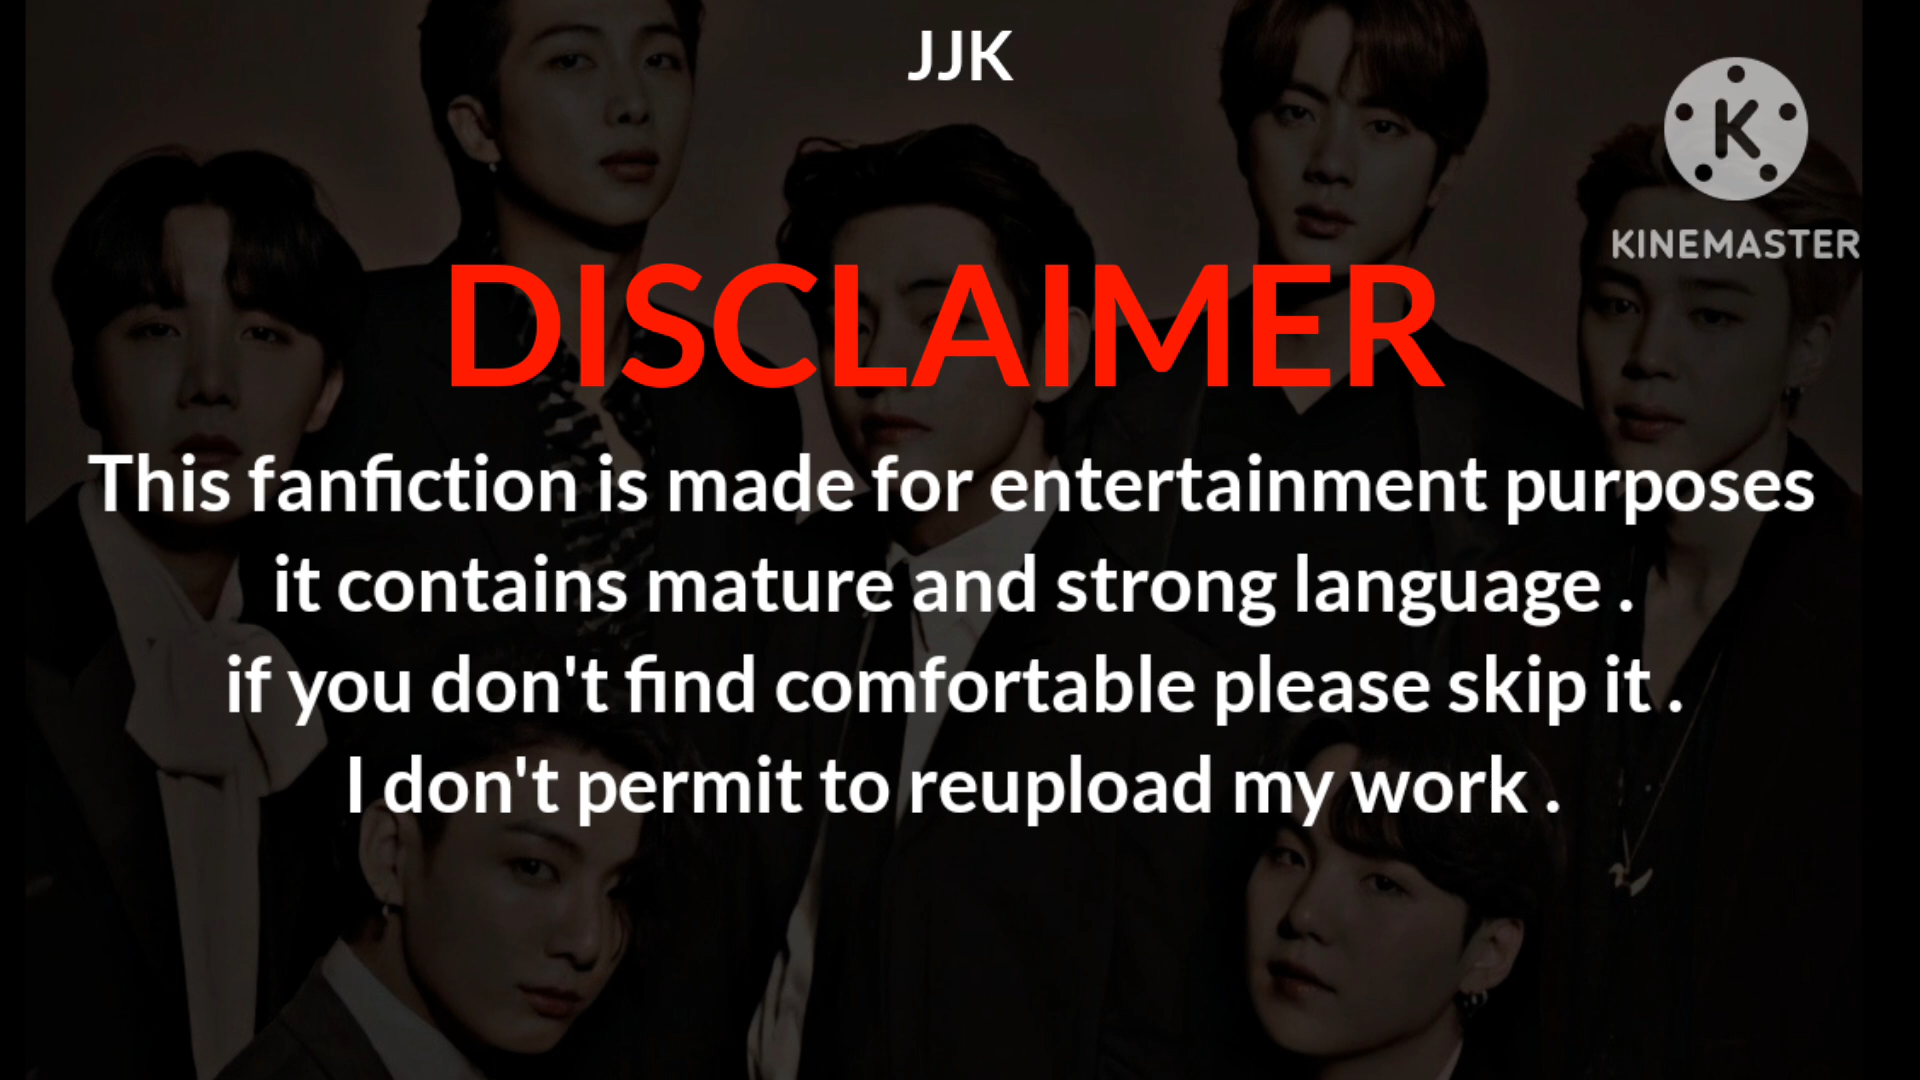 JJK
K
KINEMASTER
DISCLAIMER
This fanfiction is made for entertainment purposes
it contains mature and strong language .
if you don't find comfortable please skip it .
I don't permit to reupload my work .